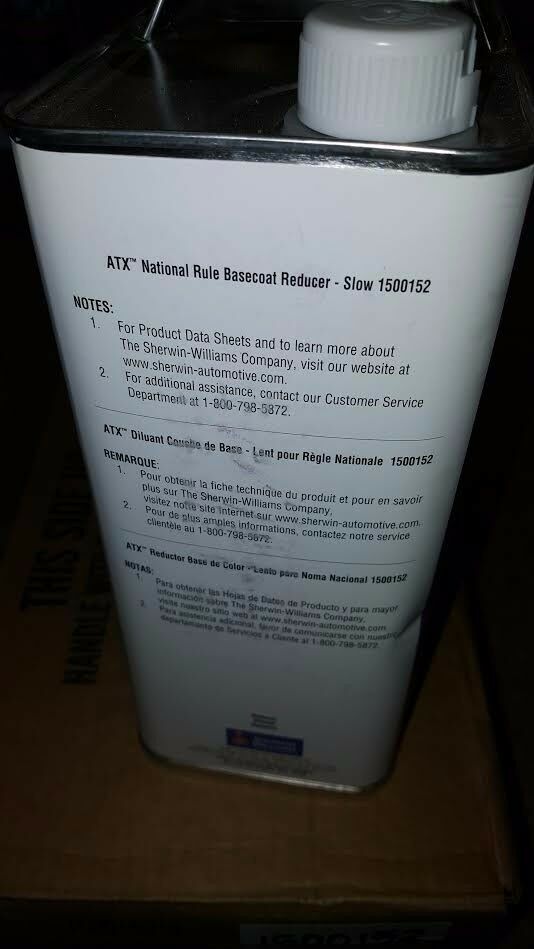 ATX™ National Rule Basecoat Reducer - Slow 1500152
NOTES:
1. For Product Data Sheets and to learn more about
The Sherwin-Williams Company, visit our website at
www.sherwin-automotive.com.
2. For additional assistance, contact our Customer Service
Department at 1-800-798-5872.
ATX™ Diluant Couche de Base - Lent pour Règle Nationale 1500152
REMARQUE:
1. Pour obtenir la fiche technique du produit et pour en savoir
plus sur The Sherwin-Williams Company,
visitez notre site internet sur www.sherwin-automotive.com.
2. Pour de plus amples informations, contactez notre service
clientèle au 1-800-798-5872.
ATX™ Reductor Base de Color - Lento para Noma Nacional 1500152
NOTAS:
1. Para obtener las Hojas de Datos de Producto y para mayor
información sabre The Sherwin-Williams Company,
visite nuestro sitio web at www.sherwin-automotive.com
2. Para asistencia adicional, favor de comunicarse con nuestro
departamento de Servicios a Cliente at 1-800-798-5872.
THIS SI
HANDLE
1500152